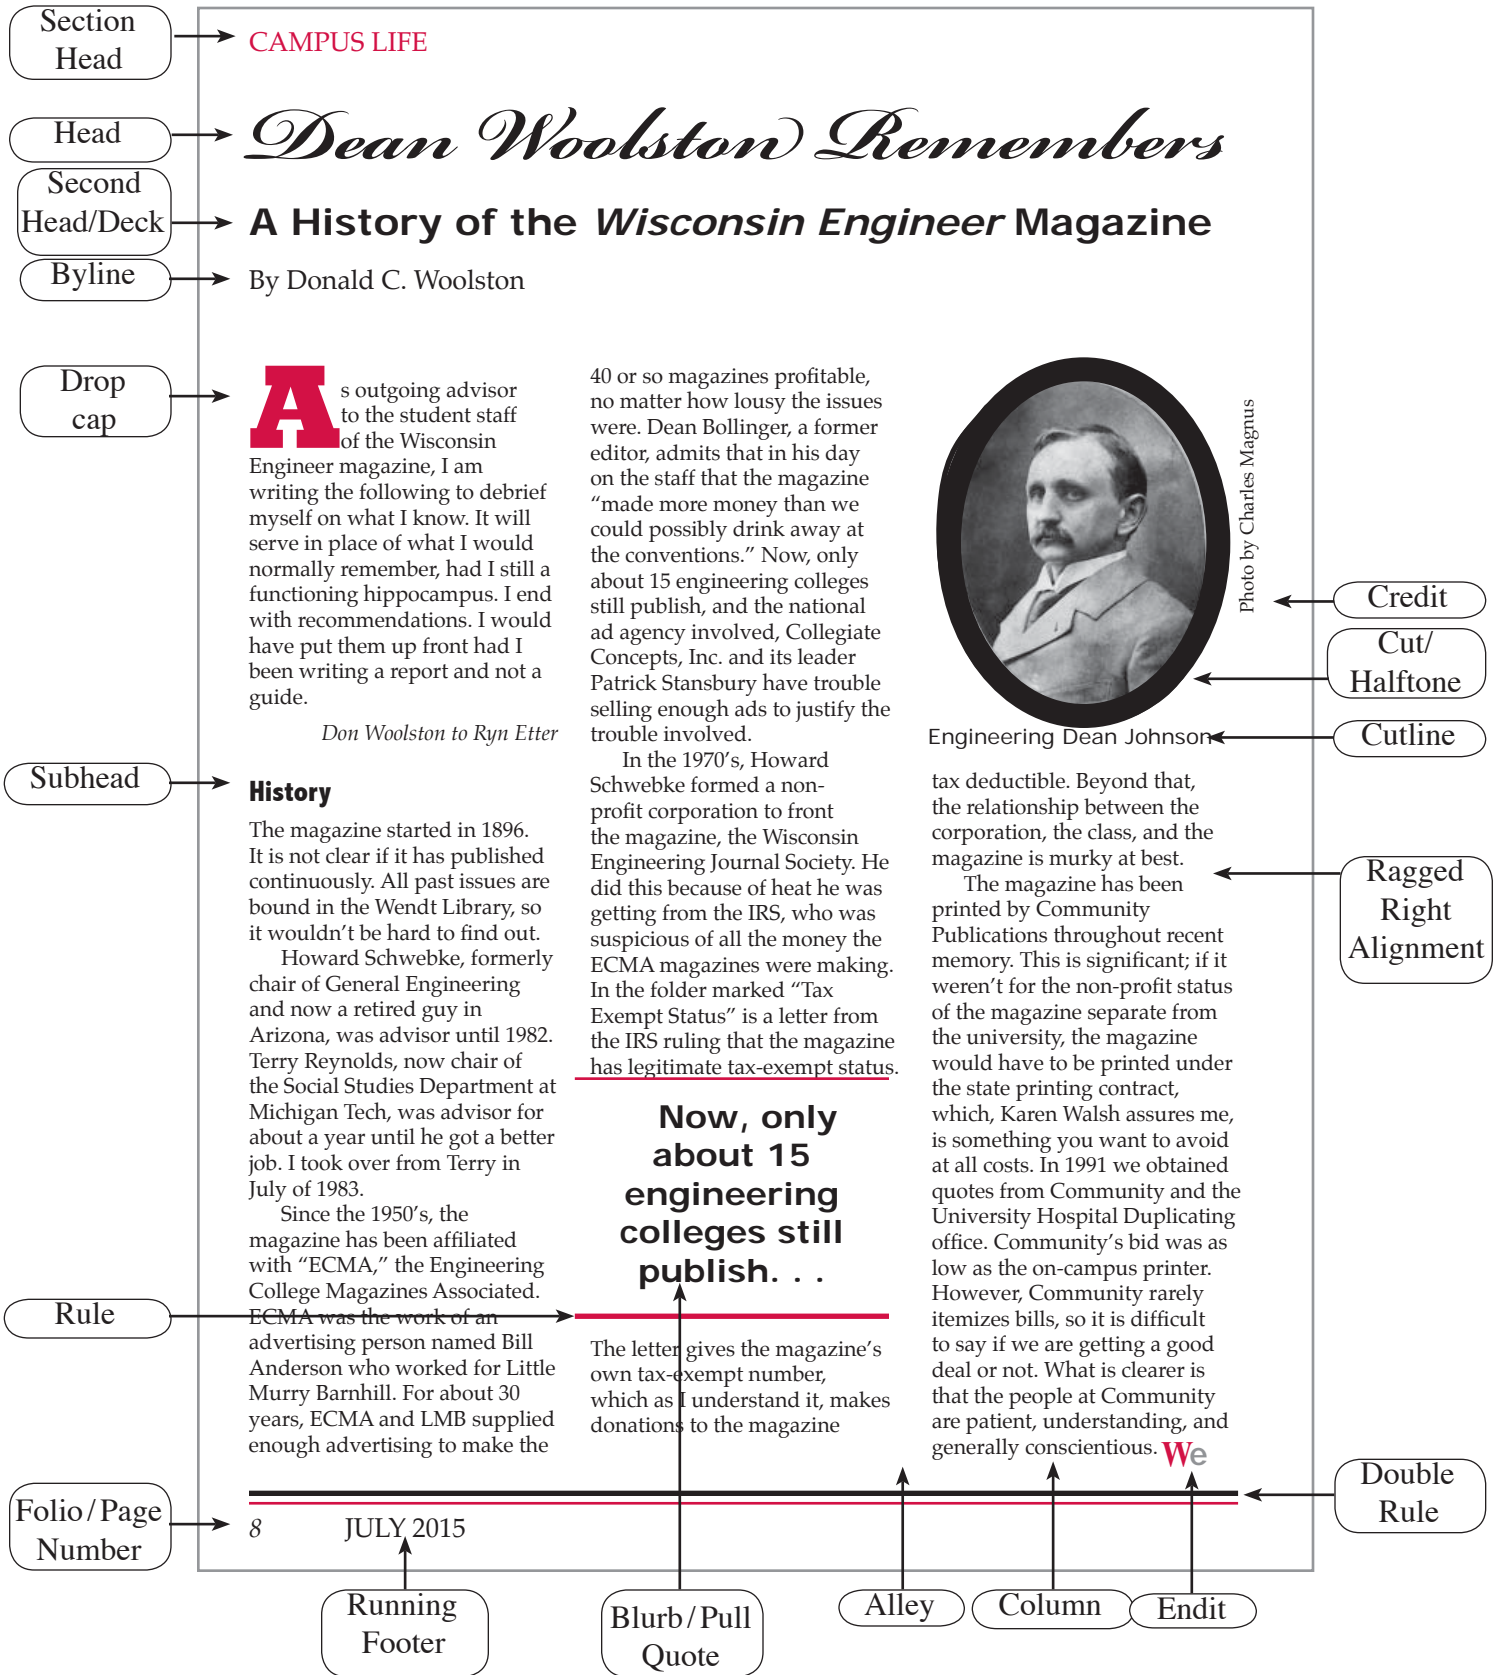 Section
Head
CAMPUS LIFE
Head
Dean Woolston Remembers
Second
Head/Deck
A History of the Wisconsin Engineer Magazine
Byline
By Donald C. Woolston
Drop
cap
As outgoing advisor
to the student staff
of the Wisconsin
Engineer magazine, I am
writing the following to debrief
myself on what I know. It will
serve in place of what I would
normally remember, had I still a
functioning hippocampus. I end
with recommendations. I would
have put them up front had I
been writing a report and not a
guide.
Don Woolston to Ryn Etter
Subhead
History
The magazine started in 1896.
It is not clear if it has published
continuously. All past issues are
bound in the Wendt Library, so
it wouldn't be hard to find out.
Howard Schwebke, formerly
chair of General Engineering
and now a retired guy in
Arizona, was advisor until 1982.
Terry Reynolds, now chair of
the Social Studies Department at
Michigan Tech, was advisor for
about a year until he got a better
job. I took over from Terry in
July of 1983.
Since the 1950's, the
magazine has been affiliated
with “ECMA,” the Engineering
College Magazines Associated.
Rule
ECMA was the work of an
advertising person named Bill
Anderson who worked for Little
Murry Barnhill. For about 30
years, ECMA and LMB supplied
enough advertising to make the
40 or so magazines profitable,
no matter how lousy the issues
were. Dean Bollinger, a former
editor, admits that in his day
on the staff that the magazine
“made more money than we
could possibly drink away at
the conventions.” Now, only
about 15 engineering colleges
still publish, and the national
ad agency involved, Collegiate
Concepts, Inc. and its leader
Patrick Stansbury have trouble
selling enough ads to justify the
trouble involved.
In the 1970's, Howard
Schwebke formed a non-
profit corporation to front
the magazine, the Wisconsin
Engineering Journal Society. He
did this because of heat he was
getting from the IRS, who was
suspicious of all the money the
ECMA magazines were making.
In the folder marked “Tax
Exempt Status” is a letter from
the IRS ruling that the magazine
has legitimate tax-exempt status.
Now, only
about 15
engineering
colleges still
publish. . .
The letter gives the magazine's
own tax-exempt number,
which as I understand it, makes
donations to the magazine
Photo by Charles Magnus
Credit
Cut/
Halftone
Engineering Dean Johnson
Cutline
tax deductible. Beyond that,
the relationship between the
corporation, the class, and the
magazine is murky at best.
Ragged
Right
Alignment
The magazine has been
printed by Community
Publications throughout recent
memory. This is significant; if it
weren't for the non-profit status
of the magazine separate from
the university, the magazine
would have to be printed under
the state printing contract,
which, Karen Walsh assures me,
is something you want to avoid
at all costs. In 1991 we obtained
quotes from Community and the
University Hospital Duplicating
office. Community's bid was as
low as the on-campus printer.
However, Community rarely
itemizes bills, so it is difficult
to say if we are getting a good
deal or not. What is clearer is
that the people at Community
are patient, understanding, and
generally conscientious. We
Double
Rule
Folio/Page
Number
8 JULY 2015
Running
Footer
Blurb/Pull
Quote
Alley
Column
Endit